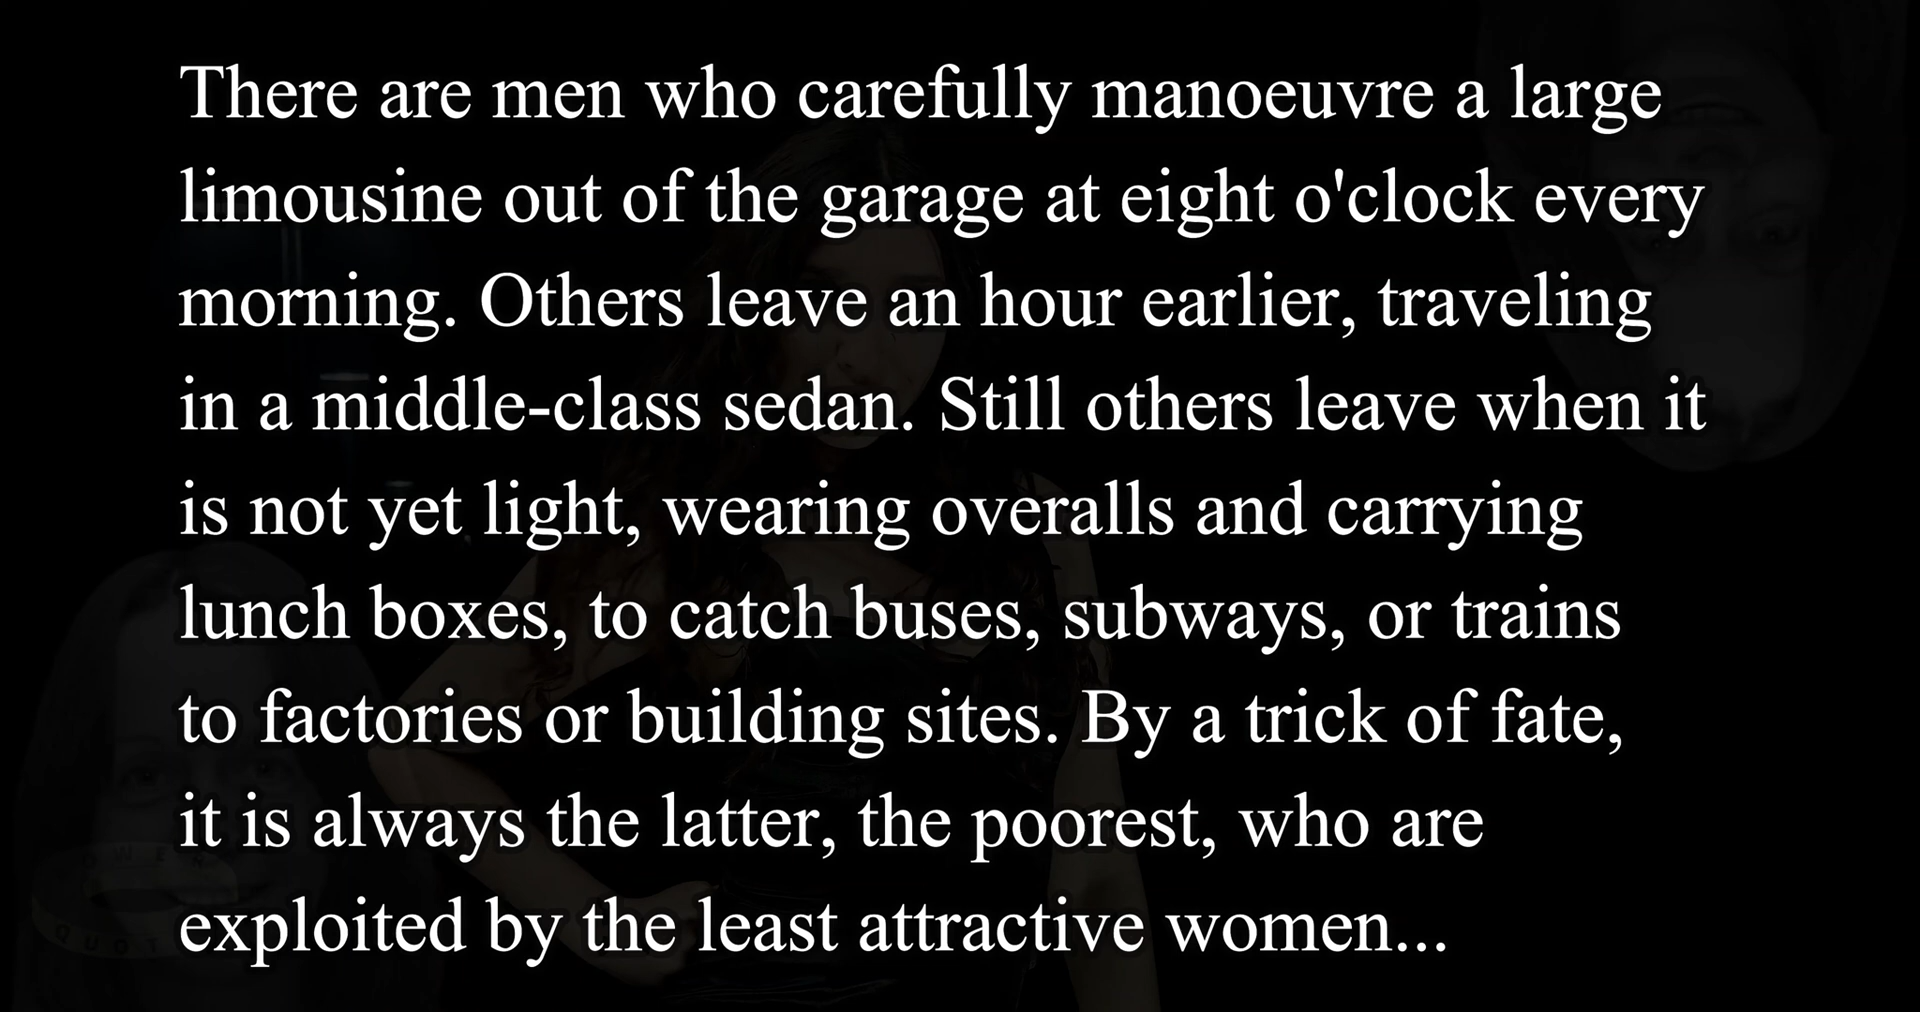 There are men who carefully manoeuvre a large
limousine out of the garage at eight o'clock every
morning. Others leave an hour earlier, traveling
in a middle-class sedan. Still others leave when it
is not yet light, wearing overalls and carrying
lunch boxes, to catch buses, subways, or trains
to factories or building sites. By a trick of fate,
it is always the latter, the poorest, who are
exploited by the least attractive women...